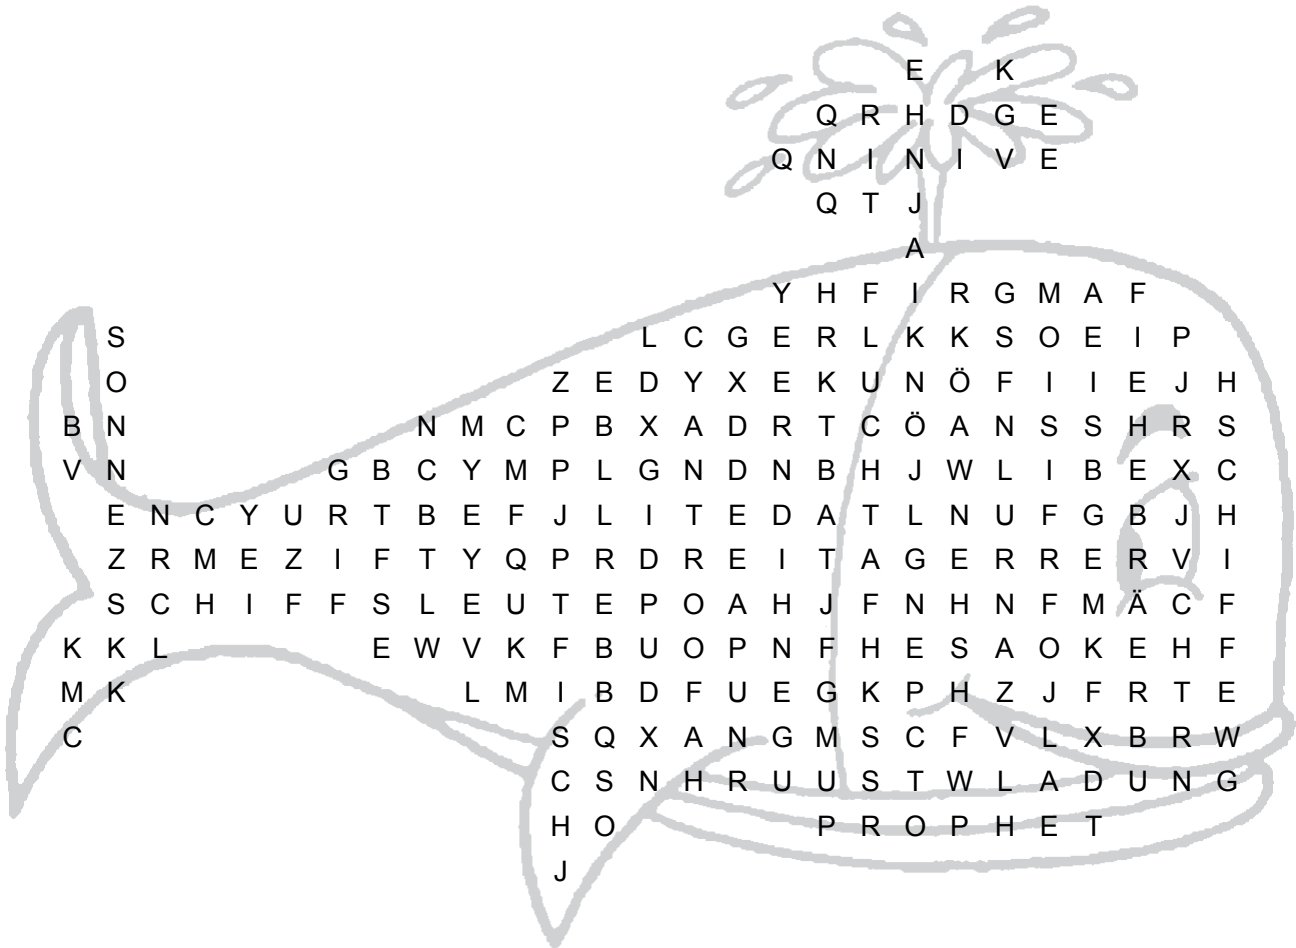 E K
Q R H D G E
Q N I N I V E
Q T J
A
Y H F I R G M A F
S L C G E R L K K S O E I P
O Z E D Y X E K U N Ö F I I E J H
B N N M C P B X A D R T C Ö A N S S H R S
V N G B C Y M P L G N D N B H J W L I B E X C
E N C Y U R T B E F J L I T E D A T L N U F G B J H
Z R M E Z I F T Y Q P R D R E I T A G E R R E R V I
S C H I F F S L E U T E P O A H J F N H N F M Ä C F
K K L E W V K F B U O P N F H E S A O K E H F
M K L M I B D F U E G K P H Z J F R T E
C S Q X A N G M S C F V L X B R W
C S N H R U U S T W L A D U N G
H O P R O P H E T
J